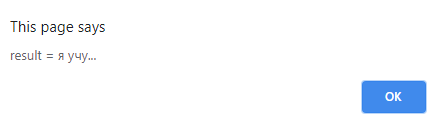 This page says
result = я учу...
OK